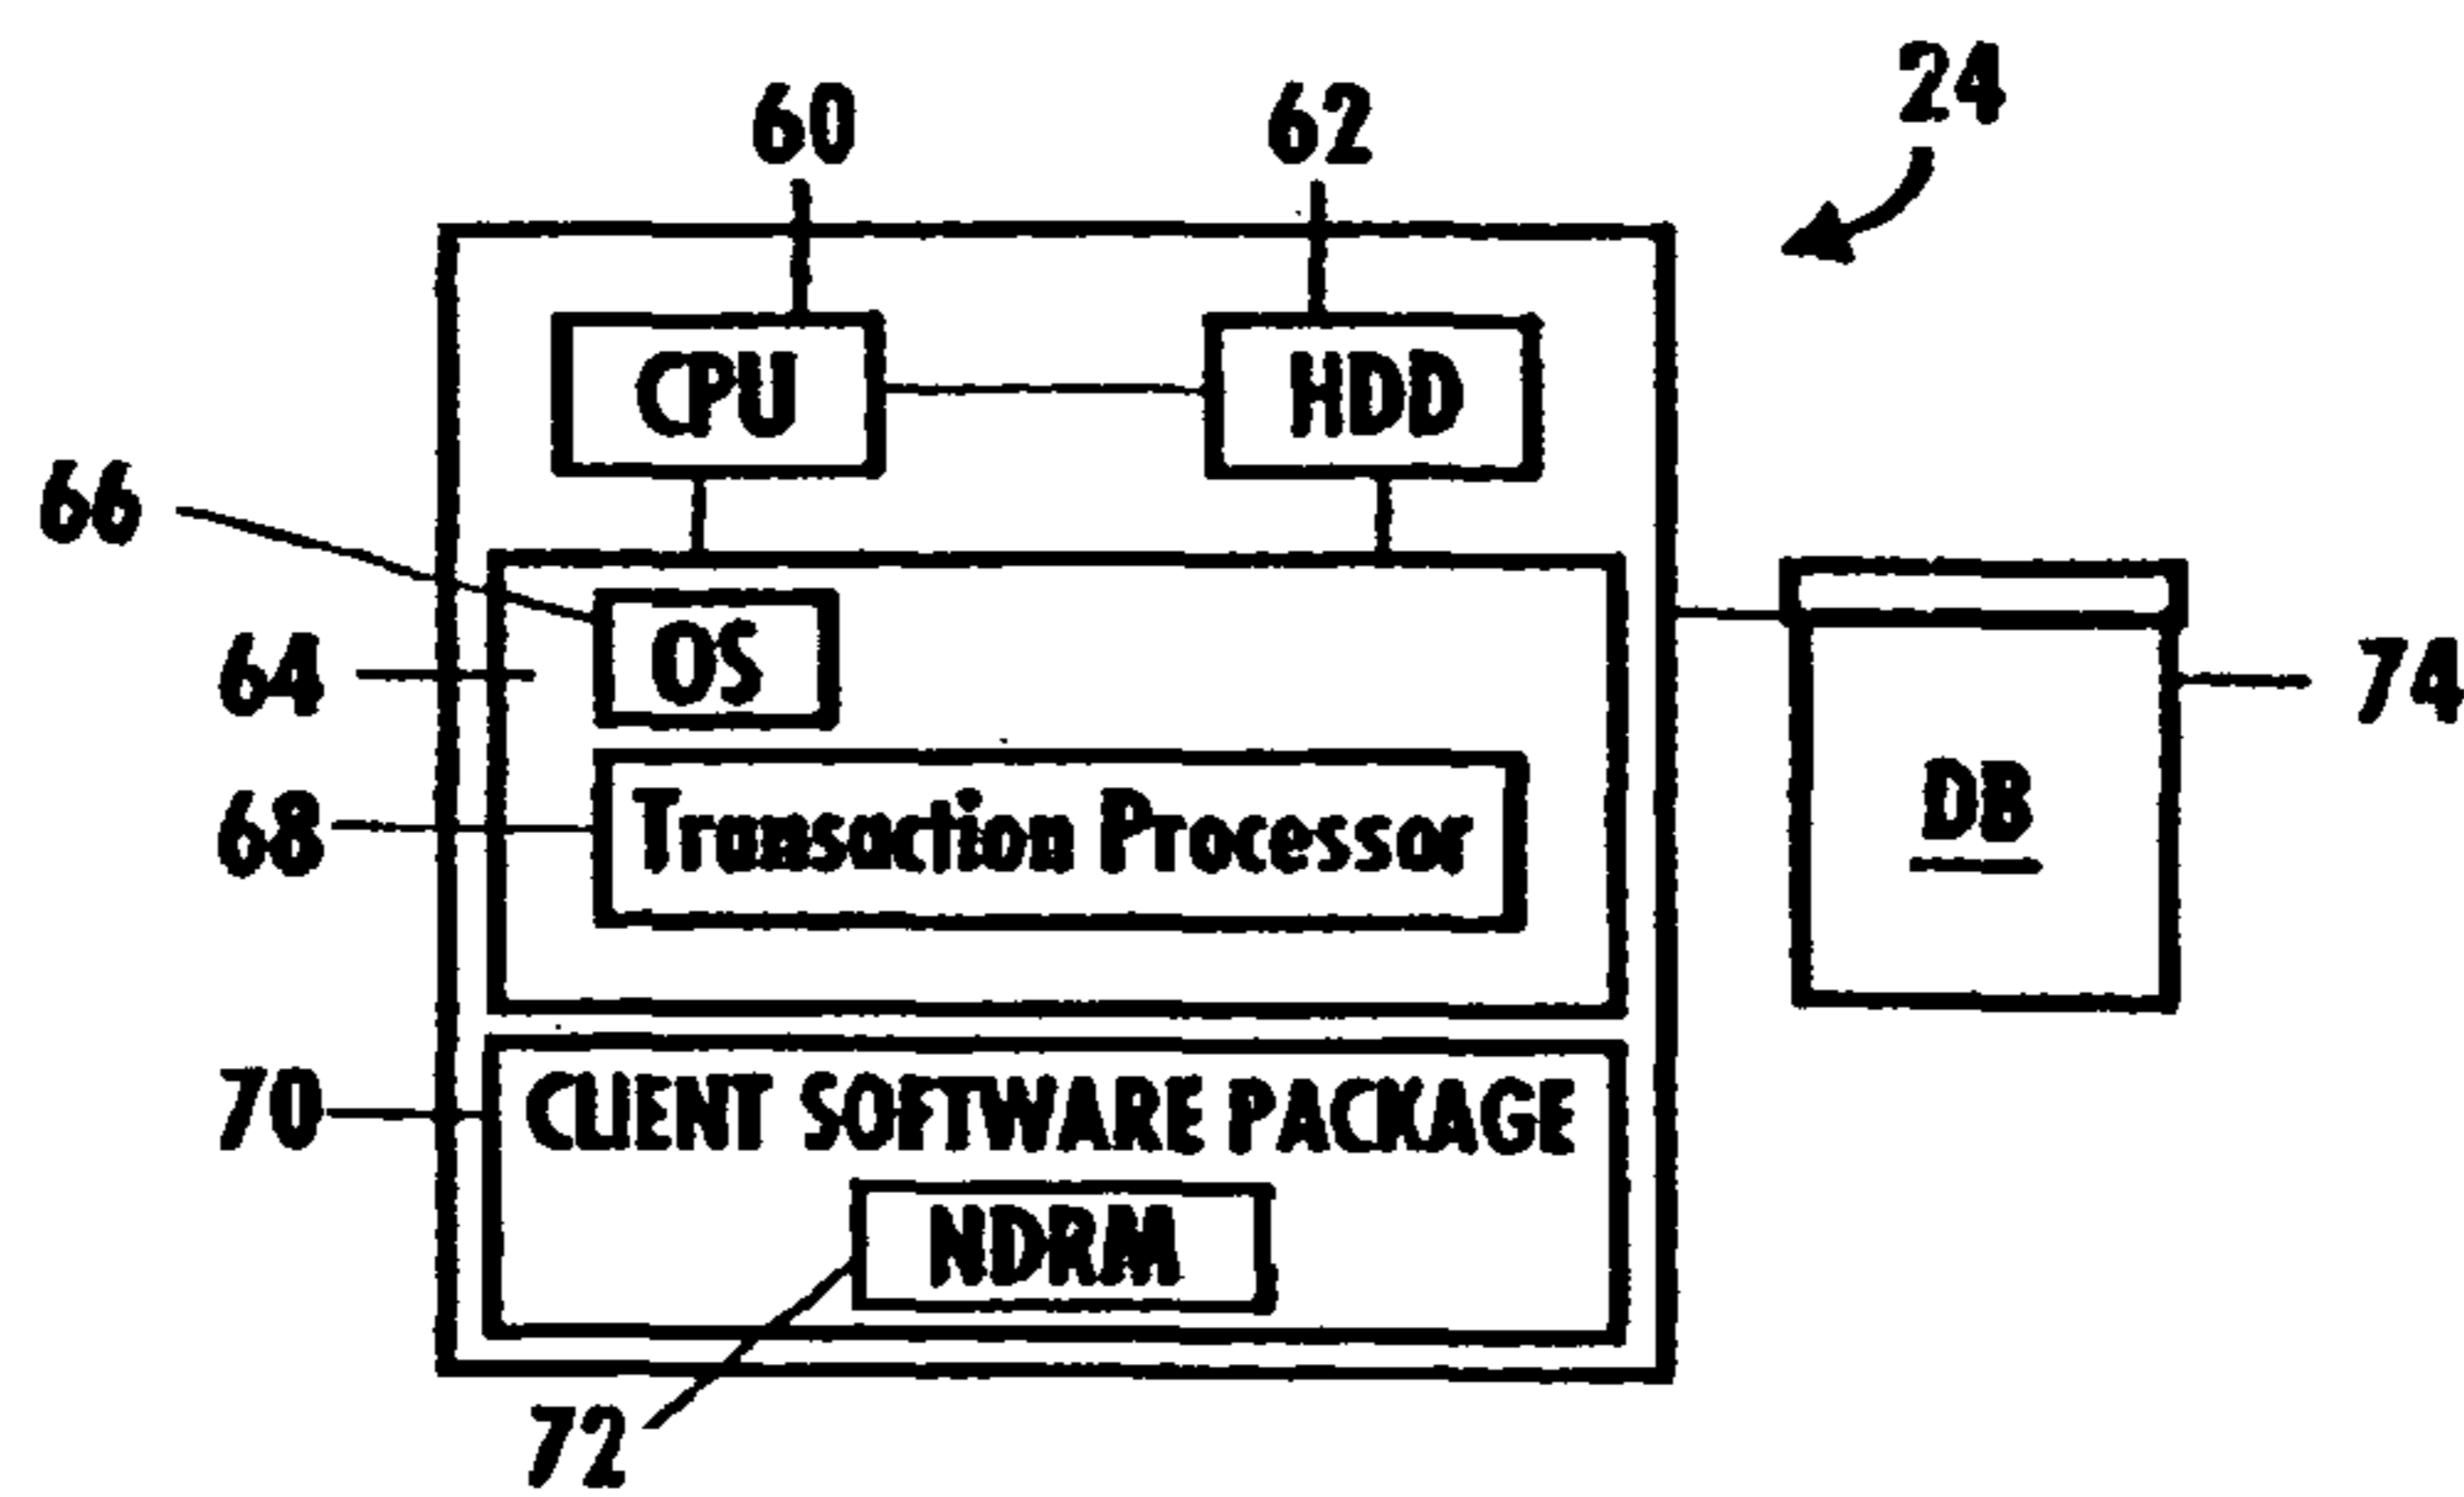 24
60 62
CPU HDD
66
OS
64
74
DB
68
Transaction Processor
70
CLIENT SOFTWARE PACKAGE
NDRM
72